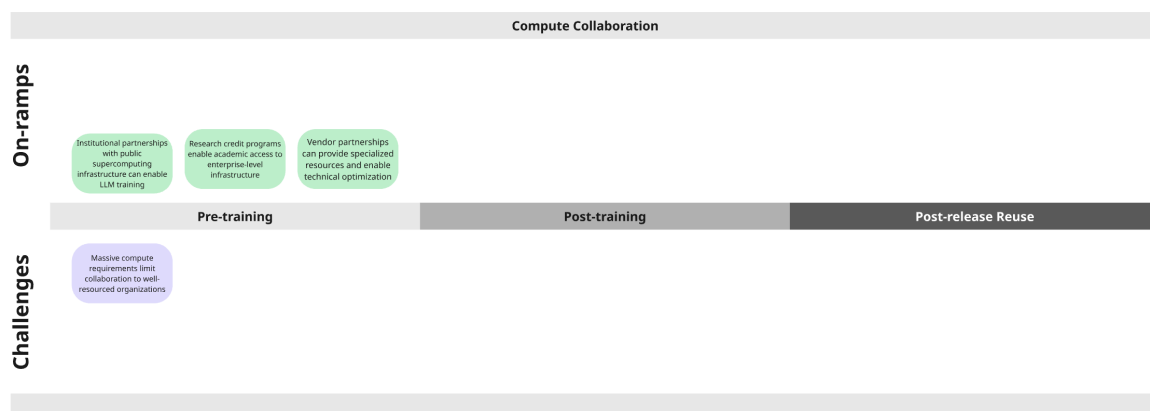 Compute Collaboration
On-ramps
Institutional partnerships
with public
supercomputing
infrastructure can enable
LLM training
Research credit programs
enable academic access to
enterprise-level
infrastructure
Vendor partnerships
can provide specialized
resources and enable
technical optimization
Pre-training
Post-training
Post-release Reuse
Challenges
Massive compute
requirements limit
collaboration to well-
resourced organizations